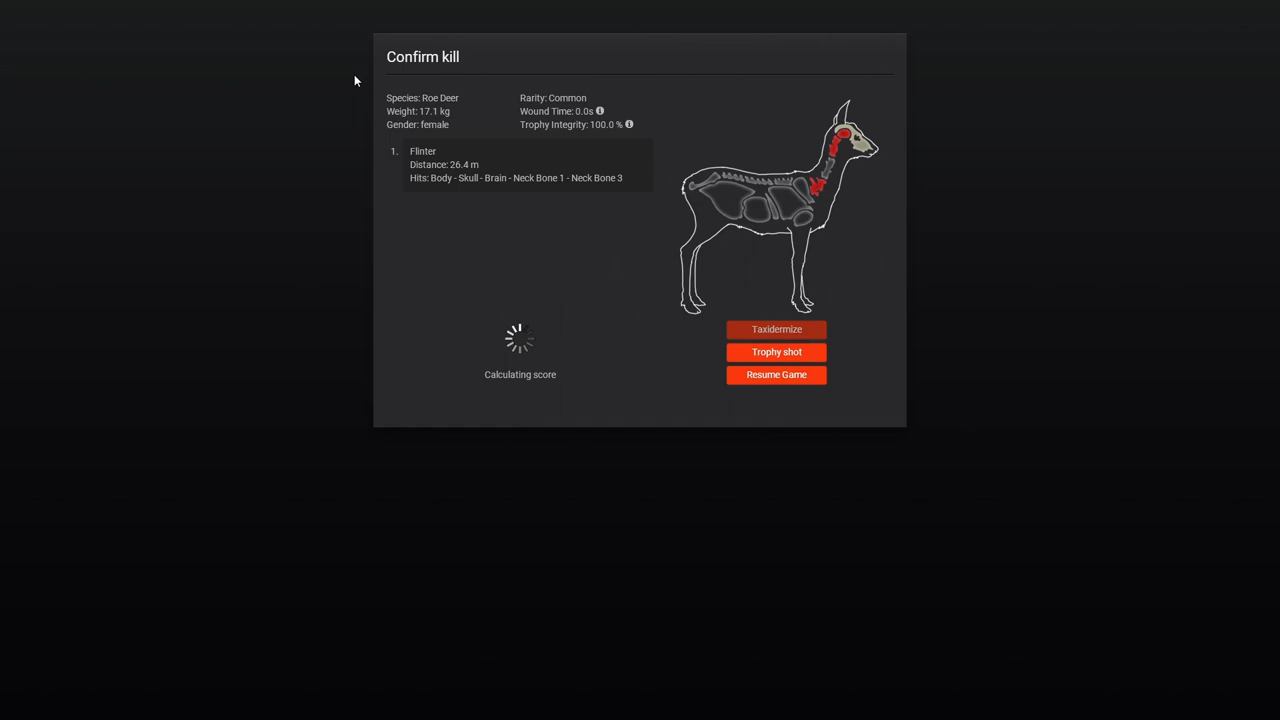 Confirm kill
Species: Roe Deer
Weight: 17.1 kg
Gender: female
Rarity: Common
Wound Time: 0.0s
Trophy Integrity: 100.0 %
1.
Flinter
Distance: 26.4 m
Hits: Body - Skull - Brain - Neck Bone 1 - Neck Bone 3
Calculating score
Taxidermize
Trophy shot
Resume Game